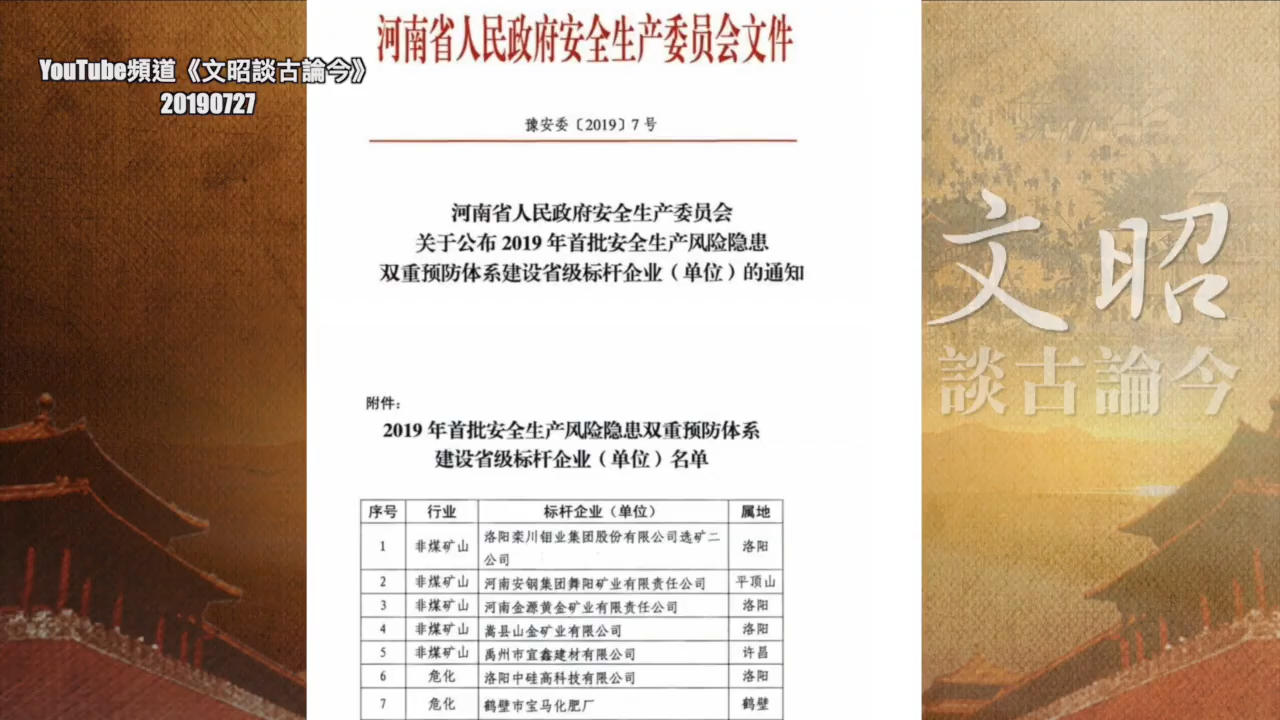 河南省人民政府安全生产委员会文件
YouTube頻道《文昭談古論今》
20190727
豫安委〔2019〕7号
河南省人民政府安全生产委员会
关于公布 2019 年首批安全生产风险隐患
双重预防体系建设省级标杆企业（单位）的通知
文昭
談古論今
附件：
2019 年首批安全生产风险隐患双重预防体系
建设省级标杆企业（单位）名单
序号 行业 标杆企业（单位） 属地
1 非煤矿山 洛阳栾川钼业集团股份有限公司选矿二
公司 洛阳
2 非煤矿山 河南安钢集团舞阳矿业有限责任公司 平顶山
3 非煤矿山 河南金源黄金矿业有限责任公司 洛阳
4 非煤矿山 嵩县山金矿业有限公司 洛阳
5 非煤矿山 禹州市宜鑫建材有限公司 许昌
6 危化 洛阳中硅高科技有限公司 洛阳
7 危化 鹤壁市宝马化肥厂 鹤壁